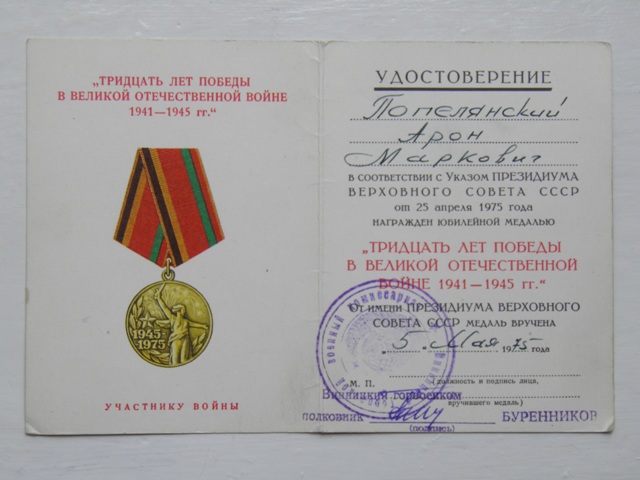 „ТРИДЦАТЬ ЛЕТ ПОБЕДЫ
В ВЕЛИКОЙ ОТЕЧЕСТВЕННОЙ ВОЙНЕ
1941—1945 гг.“
1945
1975
УЧАСТНИКУ ВОЙНЫ
УДОСТОВЕРЕНИЕ
Попелянский
Арон
Маркович
В СООТВЕТСТВИИ С УКАЗОМ ПРЕЗИДИУМА
ВЕРХОВНОГО СОВЕТА СССР
от 25 апреля 1975 года
НАГРАЖДЕН ЮБИЛЕЙНОЙ МЕДАЛЬЮ
„ТРИДЦАТЬ ЛЕТ ПОБЕДЫ
В ВЕЛИКОЙ ОТЕЧЕСТВЕННОЙ
ВОЙНЕ 1941—1945 гг.“
ОТ ИМЕНИ ПРЕЗИДИУМА ВЕРХОВНОГО
СОВЕТА СССР МЕДАЛЬ ВРУЧЕНА
5. Мая 1975 года
М. П.
(должность и подпись лица,
Винницкий горвоенком
вручившего медаль)
ПОЛКОВНИК БУРЕННИКОВ
(подпись)
военный комиссариат